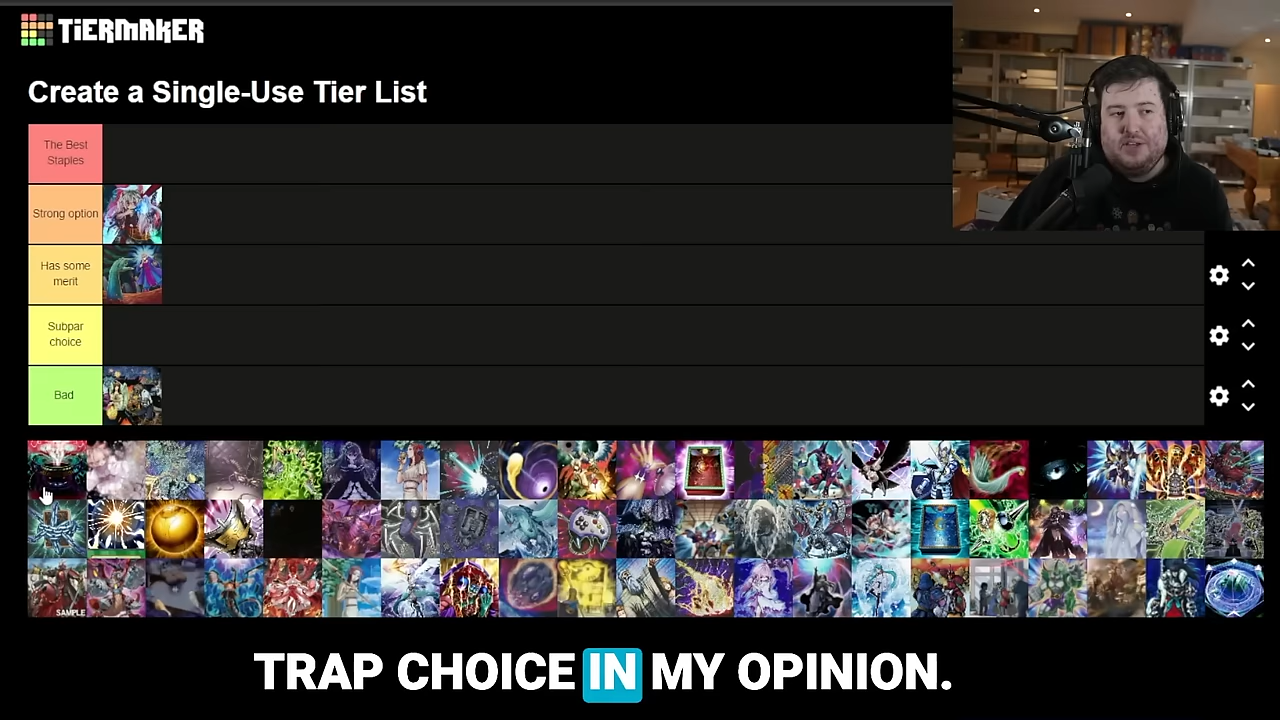 TiERMAKER
Create a Single-Use Tier List
The Best
Staples
Strong option
Has some
merit
Subpar
choice
Bad
SAMPLE
TRAP CHOICE IN MY OPINION.